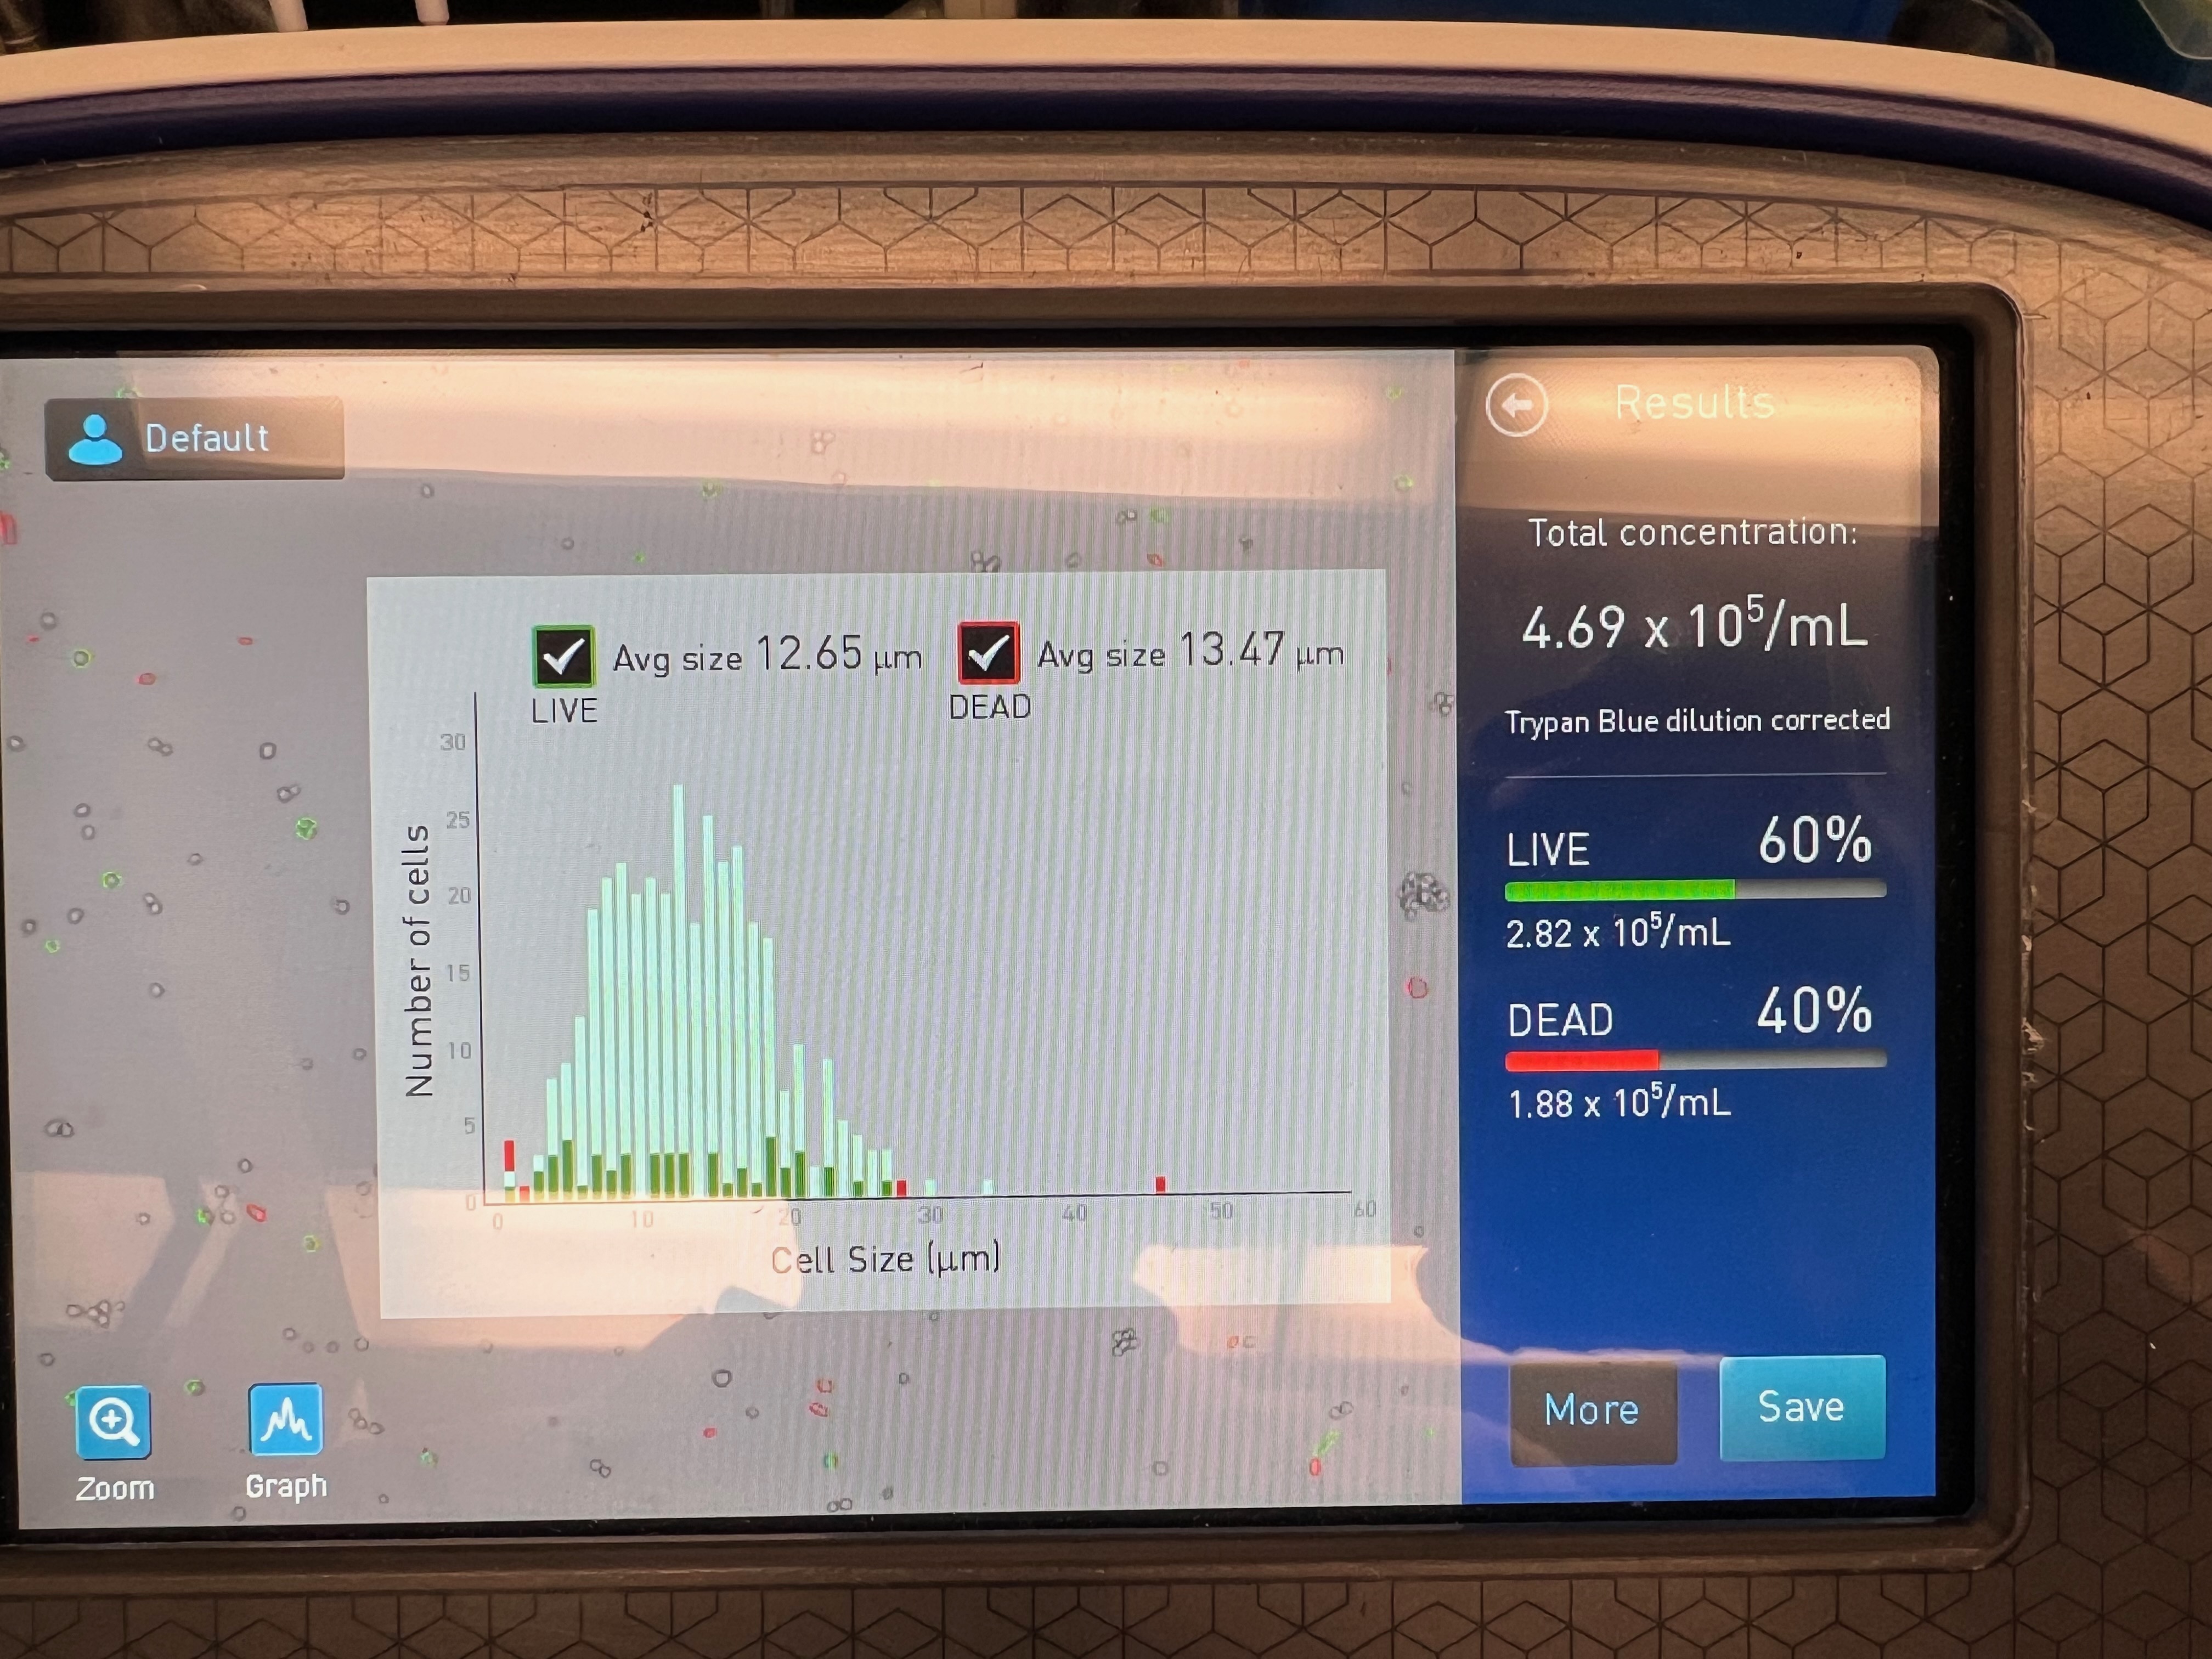 Default
Results
Total concentration:
4.69 x 10⁵/mL
Trypan Blue dilution corrected
LIVE 60%
2.82 x 10⁵/mL
DEAD 40%
1.88 x 10⁵/mL
More Save
Avg size 12.65 µm
LIVE
Avg size 13.47 µm
DEAD
Number of cells
30
25
20
15
10
5
0
0 10 20 30 40 50 60
Cell Size (µm)
Zoom Graph